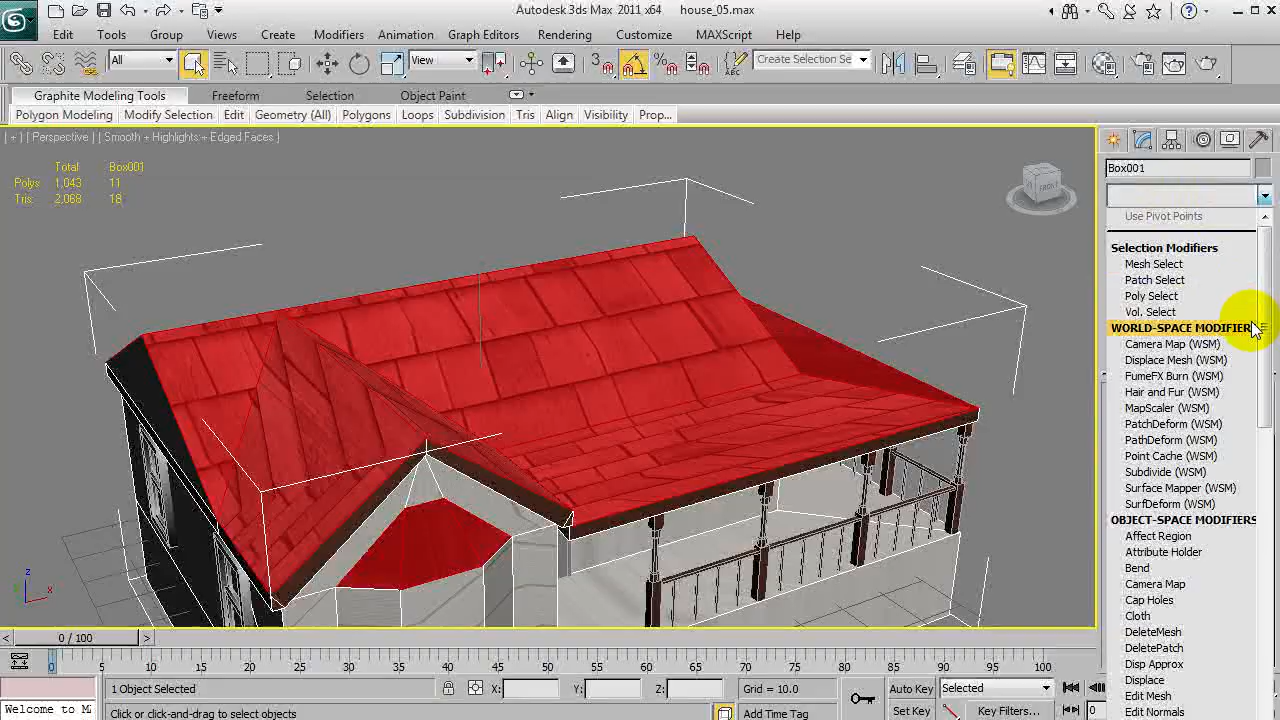 Autodesk 3ds Max 2011 x64 house_05.max
Edit Tools Group Views Create Modifiers Animation Graph Editors Rendering Customize MAXScript Help
All View 3 Create Selection Se
Graphite Modeling Tools Freeform Selection Object Paint
Polygon Modeling Modify Selection Edit Geometry (All) Polygons Loops Subdivision Tris Align Visibility Prop...
[ + ] [ Perspective ] [ Smooth + Highlights + Edged Faces ]
Total Box001
Polys 1,043 11
Tris: 2,068 18
FRONT
z
x
Box001
Use Pivot Points
Selection Modifiers
Mesh Select
Patch Select
Poly Select
Vol. Select
WORLD-SPACE MODIFIER
Camera Map (WSM)
Displace Mesh (WSM)
FumeFX Burn (WSM)
Hair and Fur (WSM)
MapScaler (WSM)
PatchDeform (WSM)
PathDeform (WSM)
Point Cache (WSM)
Subdivide (WSM)
Surface Mapper (WSM)
SurfDeform (WSM)
OBJECT-SPACE MODIFIERS
Affect Region
Attribute Holder
Bend
Camera Map
Cap Holes
Cloth
DeleteMesh
DeletePatch
Disp Approx
Displace
Edit Mesh
Edit Normals
< 0 / 100 >
0 5 10 15 20 25 30 35 40 45 50 55 60 65 70 75 80 85 90 95 100
1 Object Selected X: Y: Z: Grid = 10.0 Auto Key Selected
Welcome to M Click or click-and-drag to select objects Add Time Tag Set Key Key Filters... 0